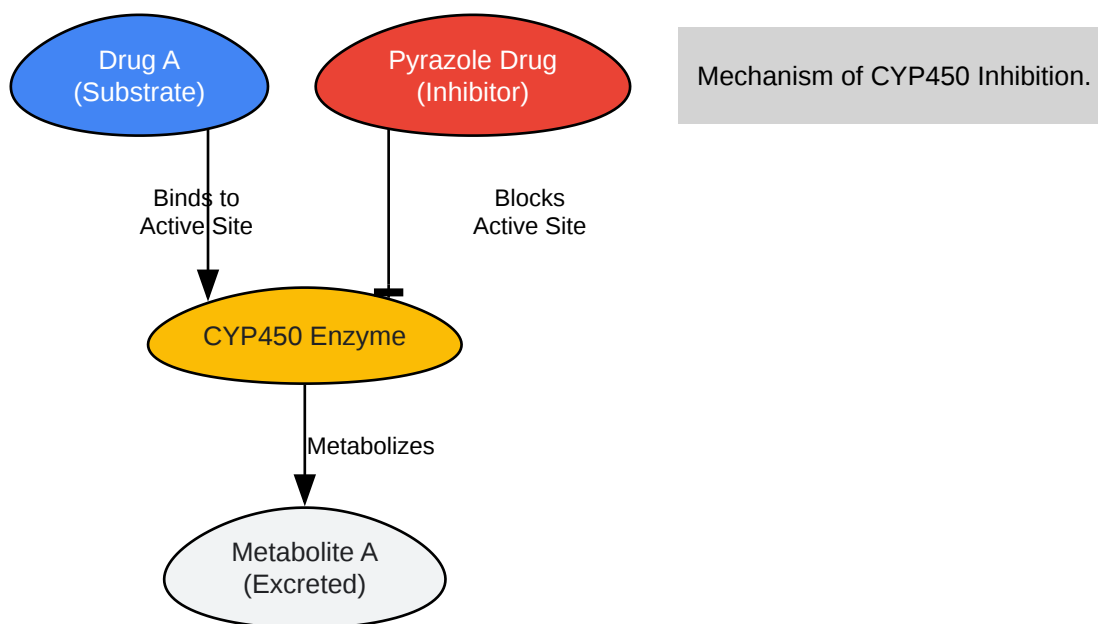 Drug A
(Substrate)
Pyrazole Drug
(Inhibitor)
Mechanism of CYP450 Inhibition.
Binds to
Active Site
Blocks
Active Site
CYP450 Enzyme
Metabolizes
Metabolite A
(Excreted)